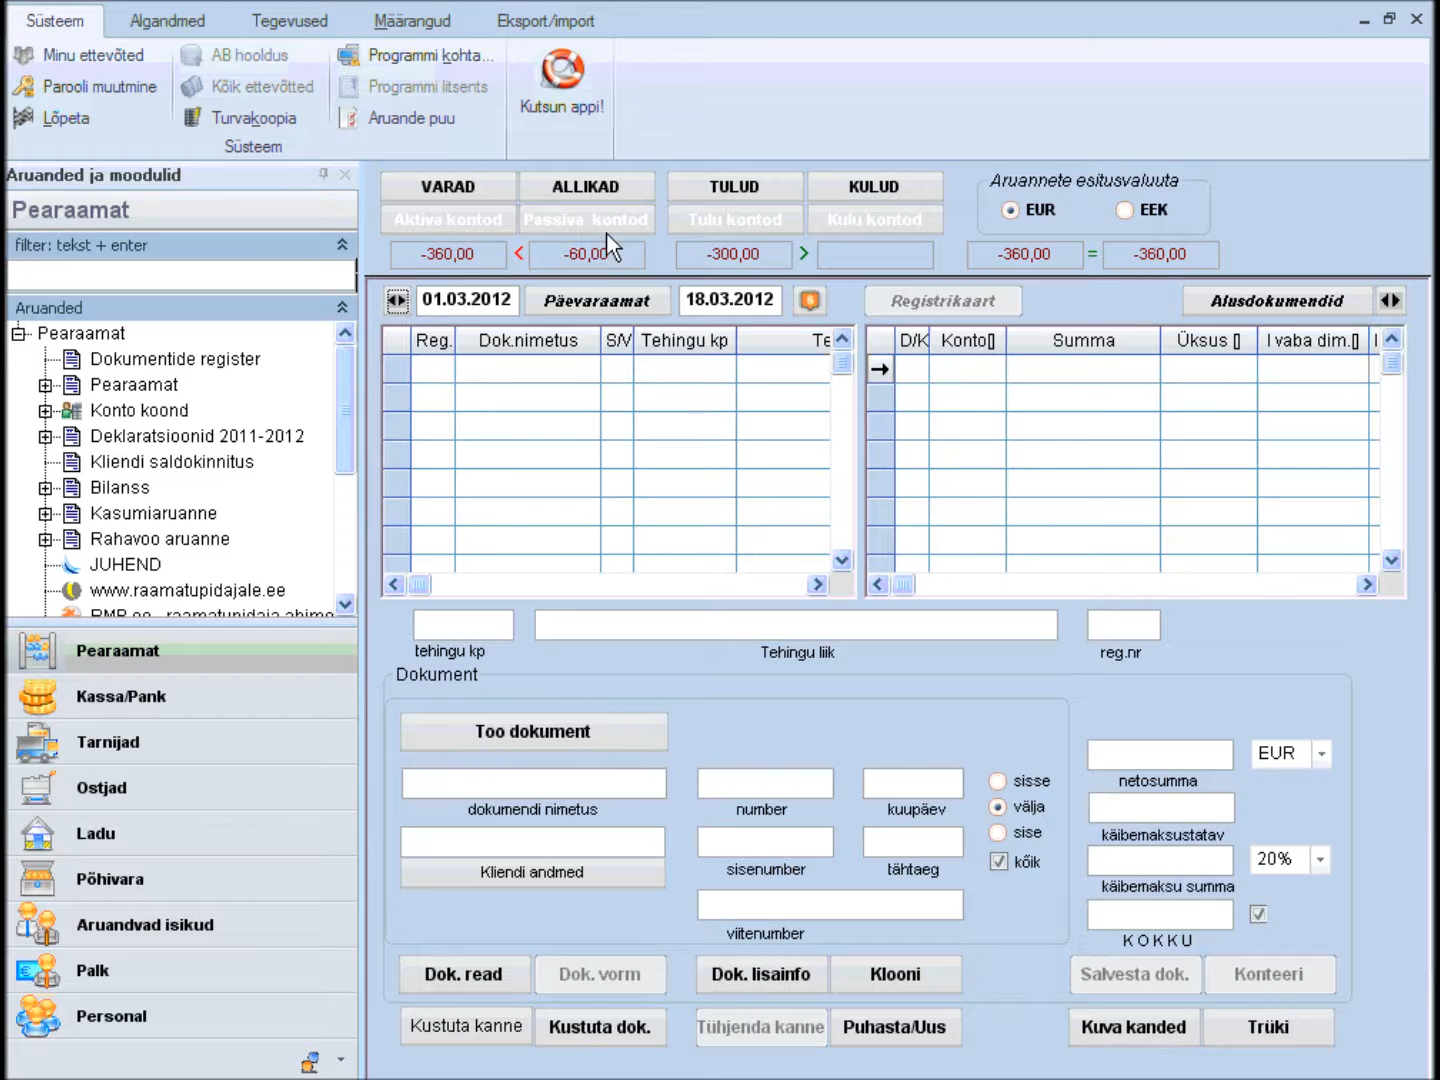 Süsteem Algandmed Tegevused Määrangud Eksport/import
Minu ettevõted AB hooldus Programmi kohta...
Parooli muutmine Kõik ettevõtted Programmi litsents
Lõpeta Turvakoopia Aruande puu
Kutsun appi!
Süsteem
Aruanded ja moodulid
Pearaamat
filter: tekst + enter
Aruanded
Pearaamat
Dokumentide register
Pearaamat
Konto koond
Deklaratsioonid 2011-2012
Kliendi saldokinnitus
Bilanss
Kasumiaruanne
Rahavoo aruanne
JUHEND
www.raamatupidajale.ee
Pearaamat
Kassa/Pank
Tarnijad
Ostjad
Ladu
Põhivara
Aruandvad isikud
Palk
Personal
VARAD ALLIKAD TULUD KULUD
Aktiva kontod Passiva kontod Tulu kontod Kulu kontod
-360,00 < -60,00 -300,00 > -360,00 = -360,00
Aruannete esitusvaluuta
EUR EEK
01.03.2012 Päevaraamat 18.03.2012 Registrikaart Alusdokumendid
Reg. Dok.nimetus S/V Tehingu kp Te
D/K Konto[] Summa Üksus [] I vaba dim.[] I
tehingu kp Tehingu liik reg.nr
Dokument
Too dokument
dokumendi nimetus number kuupäev
Kliendi andmed sisenumber tähtaeg
viitenumber
sisse
välja
sise
kõik
EUR
netosumma
käibemaksustatav
20%
käibemaksu summa
KOKKU
Dok. read Dok. vorm Dok. lisainfo Klooni Salvesta dok. Konteeri
Kustuta kanne Kustuta dok. Tühjenda kanne Puhasta/Uus Kuva kanded Trüki